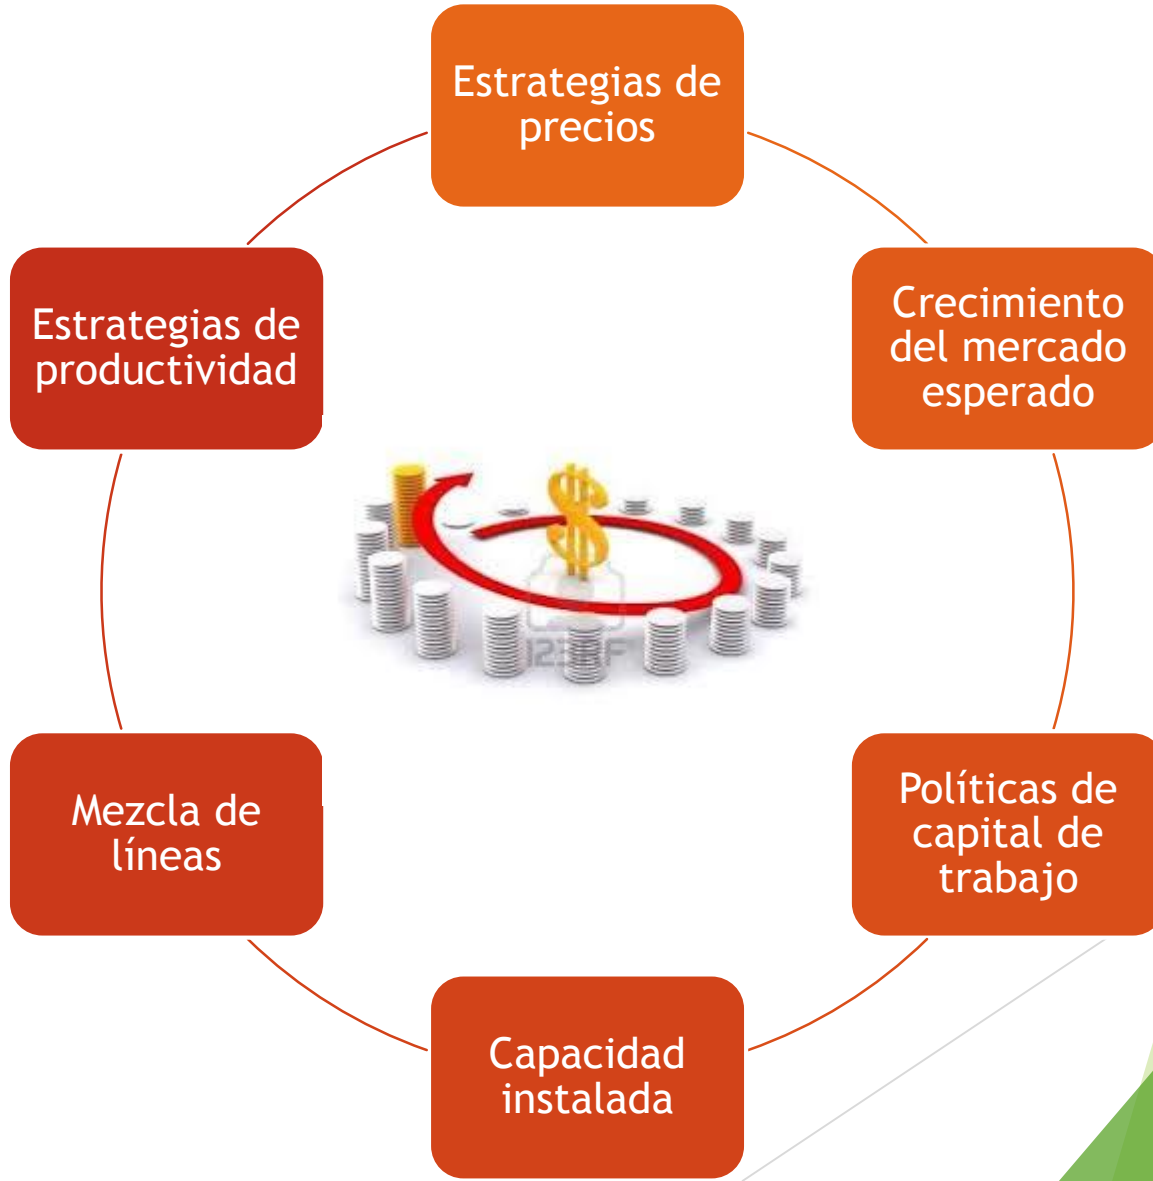 Estrategias de
precios
Crecimiento
del mercado
esperado
Políticas de
capital de
trabajo
Capacidad
instalada
Mezcla de
líneas
Estrategias de
productividad
123RF